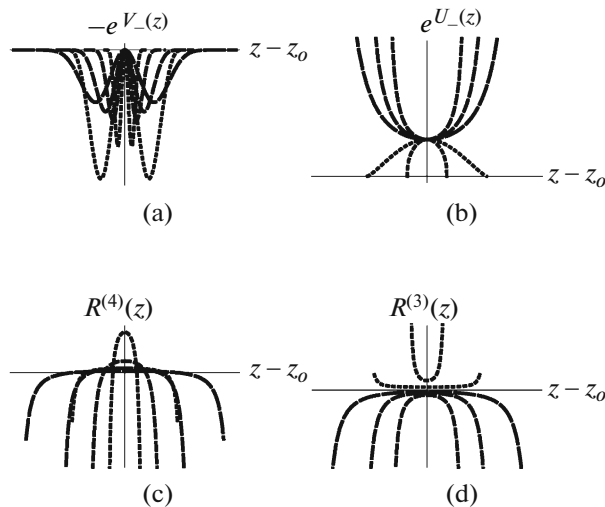 −e^{V_−(z)}
z − z_o
(a)
e^{U_−(z)}
z − z_o
(b)
R^{(4)}(z)
z − z_o
(c)
R^{(3)}(z)
z − z_o
(d)